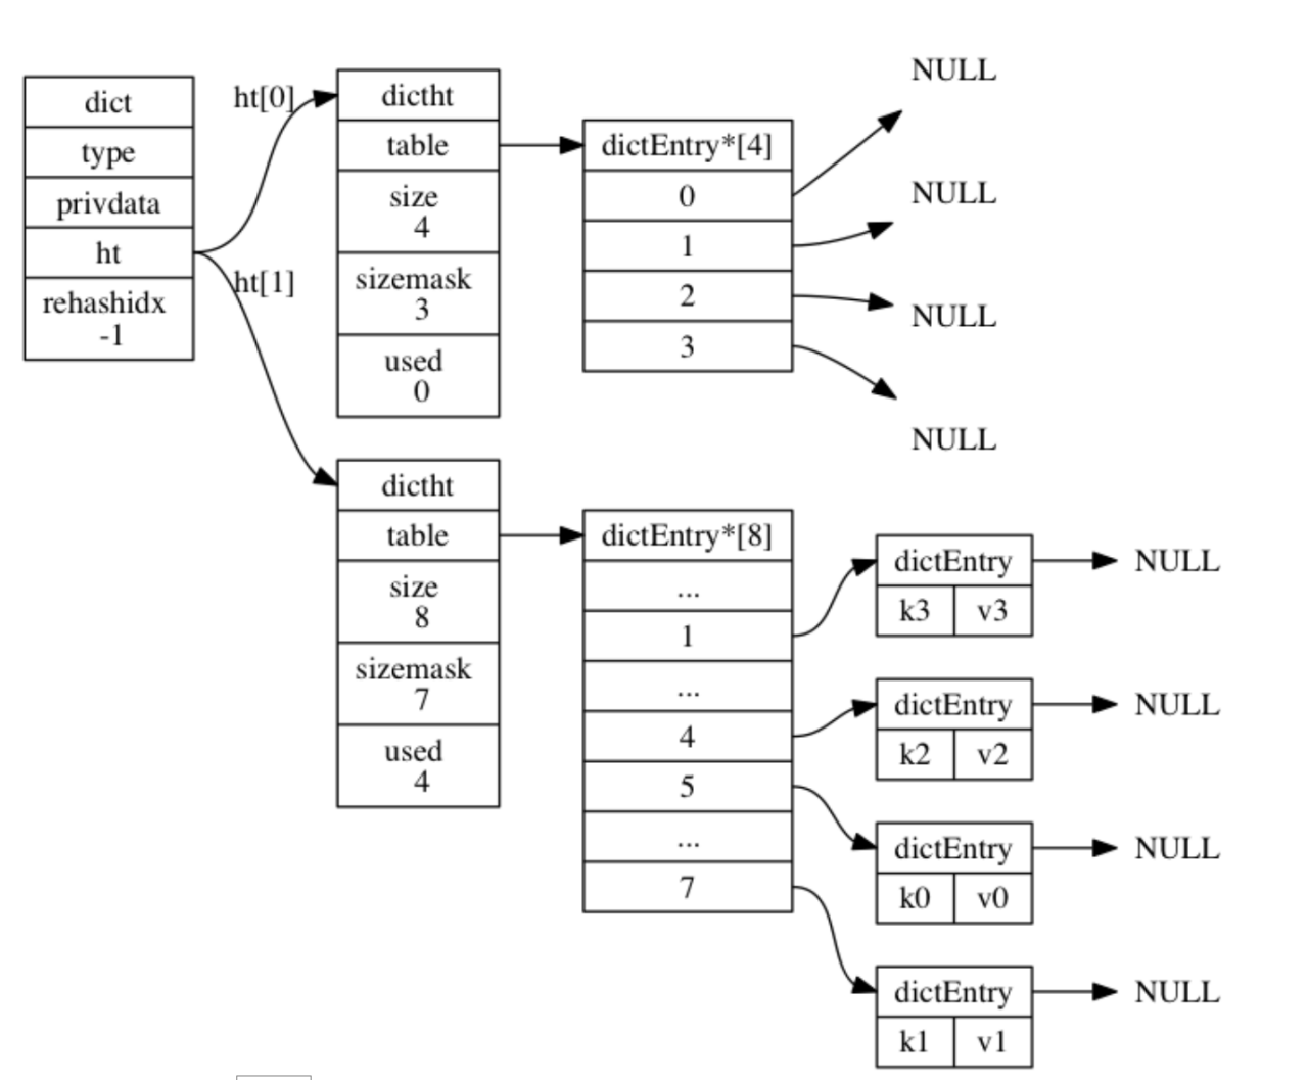 dict
type
privdata
ht
rehashidx
-1
ht[0]
ht[1]
dictht
table
size
4
sizemask
3
used
0
dictEntry*[4]
0
1
2
3
NULL
NULL
NULL
NULL
dictht
table
size
8
sizemask
7
used
4
dictEntry*[8]
...
1
...
4
5
...
7
dictEntry
k3 v3
NULL
dictEntry
k2 v2
NULL
dictEntry
k0 v0
NULL
dictEntry
k1 v1
NULL